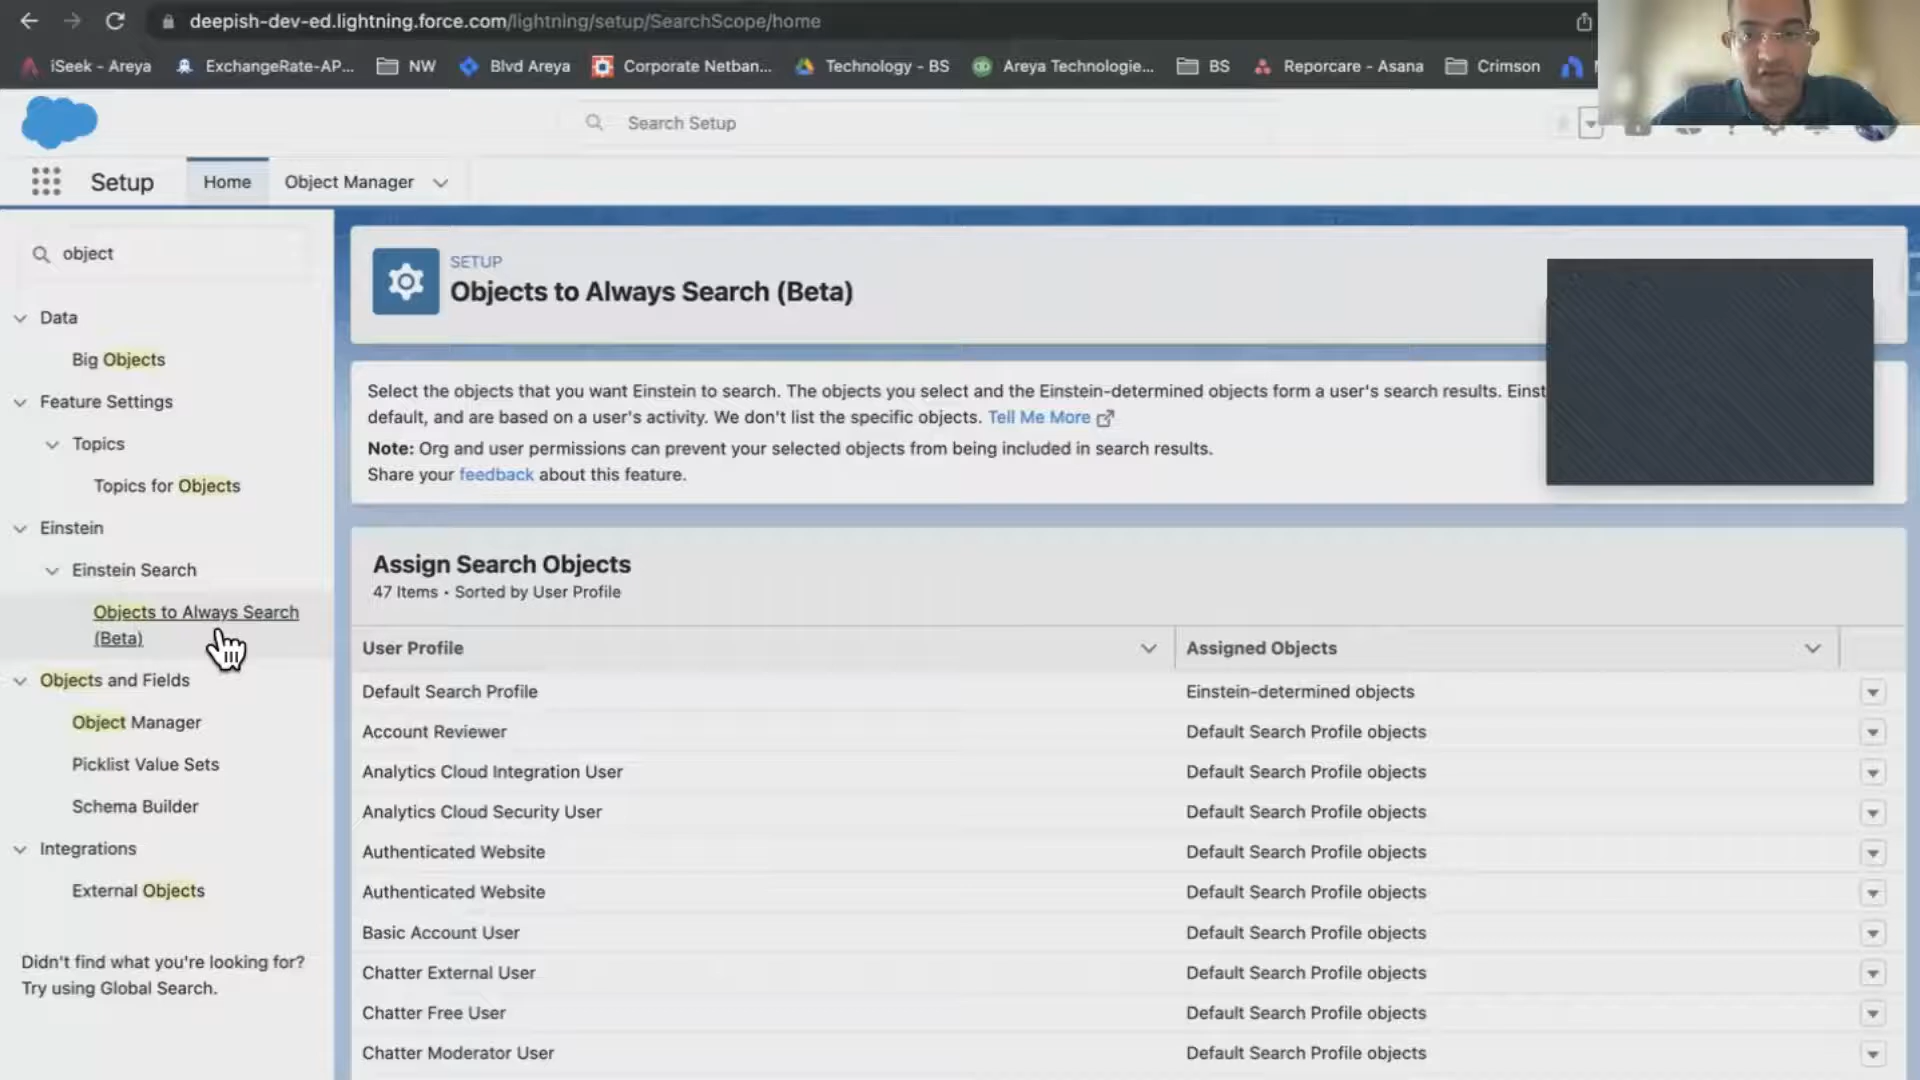 deepish-dev-ed.lightning.force.com/lightning/setup/SearchScope/home
iSeek - Areya
ExchangeRate-AP...
NW
Blvd Areya
Corporate Netban...
Technology - BS
Areya Technologie...
BS
Reporcare - Asana
Crimson
Search Setup
Setup
Home
Object Manager
object
Data
Big Objects
Feature Settings
Topics
Topics for Objects
Einstein
Einstein Search
Objects to Always Search
(Beta)
Objects and Fields
Object Manager
Picklist Value Sets
Schema Builder
Integrations
External Objects
Didn't find what you're looking for?
Try using Global Search.
SETUP
Objects to Always Search (Beta)
Select the objects that you want Einstein to search. The objects you select and the Einstein-determined objects form a user's search results. Einst
default, and are based on a user's activity. We don't list the specific objects. Tell Me More
Note: Org and user permissions can prevent your selected objects from being included in search results.
Share your feedback about this feature.
Assign Search Objects
47 Items • Sorted by User Profile
User Profile Assigned Objects
Default Search Profile Einstein-determined objects
Account Reviewer Default Search Profile objects
Analytics Cloud Integration User Default Search Profile objects
Analytics Cloud Security User Default Search Profile objects
Authenticated Website Default Search Profile objects
Authenticated Website Default Search Profile objects
Basic Account User Default Search Profile objects
Chatter External User Default Search Profile objects
Chatter Free User Default Search Profile objects
Chatter Moderator User Default Search Profile objects